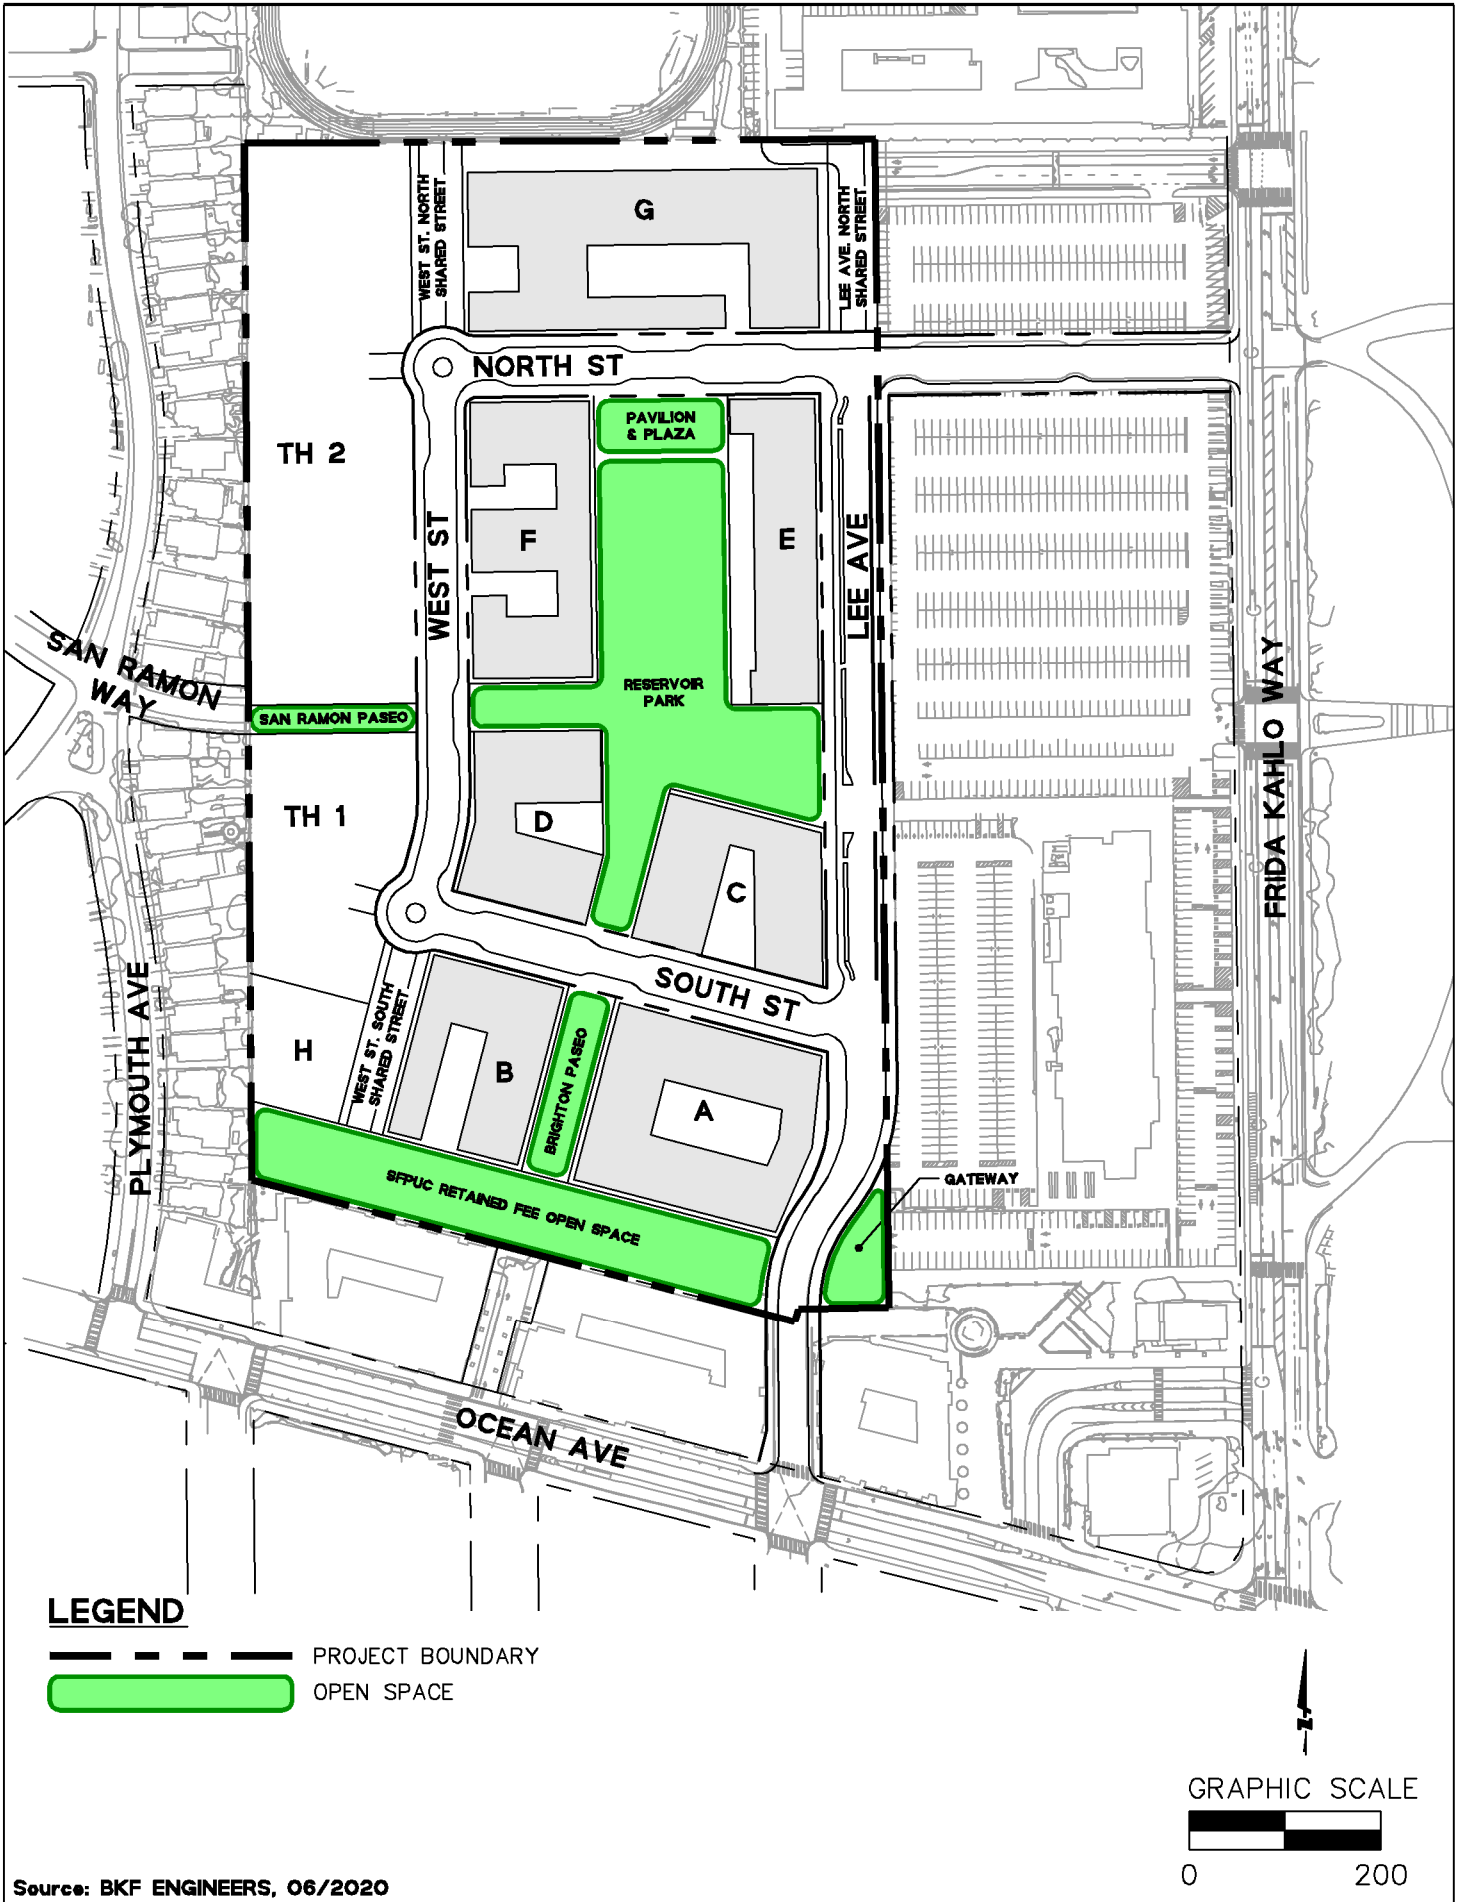 G
WEST ST. NORTH
SHARED STREET
LEE AVE. NORTH
SHARED STREET
NORTH ST
PAVILION
& PLAZA
TH 2
F
E
WEST ST
LEE AVE
SAN RAMON
WAY
SAN RAMON PASEO
RESERVOIR
PARK
FRIDA KAHLO WAY
TH 1
D
C
SOUTH ST
PLYMOUTH AVE
H
WEST ST. SOUTH
SHARED STREET
B
BRIGHTON PASEO
A
SFPUC RETAINED FEE OPEN SPACE
GATEWAY
OCEAN AVE
LEGEND
PROJECT BOUNDARY
OPEN SPACE
GRAPHIC SCALE
0 200
Source: BKF ENGINEERS, 06/2020